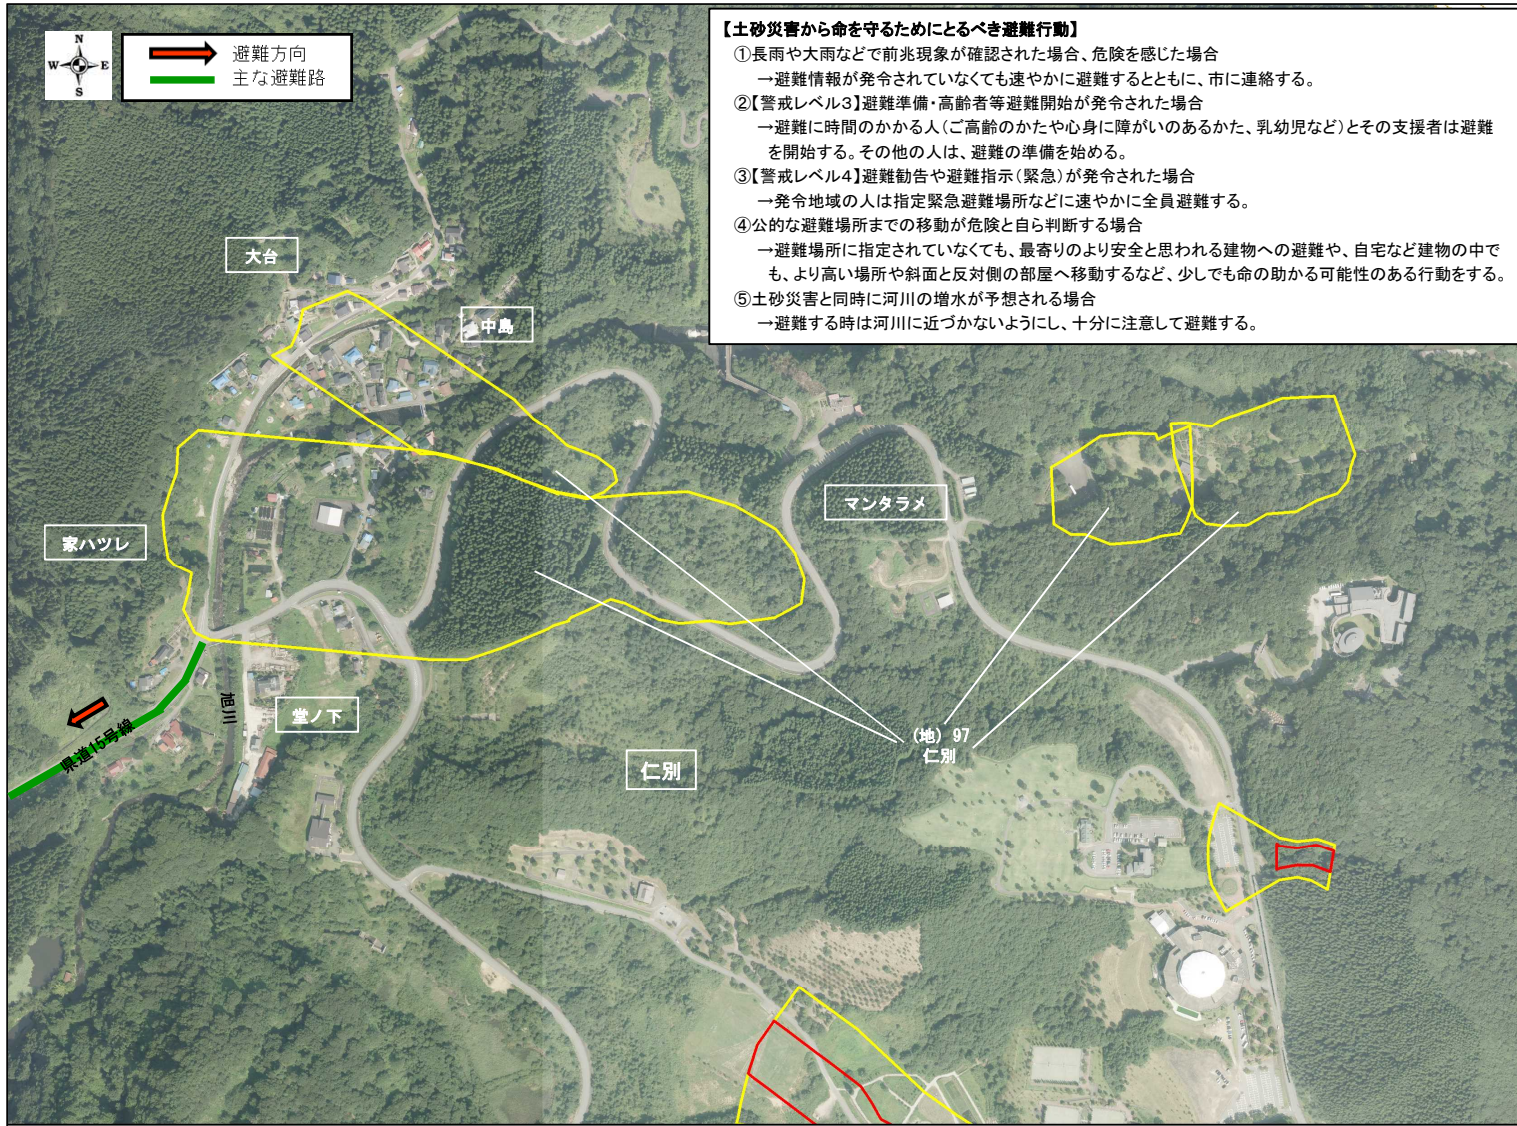 N
W E
S
避難方向
主な避難路
【土砂災害から命を守るためにとるべき避難行動】
①長雨や大雨などで前兆現象が確認された場合、危険を感じた場合
→避難情報が発令されていなくても速やかに避難するとともに、市に連絡する。
②【警戒レベル3】避難準備・高齢者等避難開始が発令された場合
→避難に時間のかかる人(ご高齢のかたや心身に障がいのあるかた、乳幼児など)とその支援者は避難
を開始する。その他の人は、避難の準備を始める。
③【警戒レベル4】避難勧告や避難指示(緊急)が発令された場合
→発令地域の人は指定緊急避難場所などに速やかに全員避難する。
④公的な避難場所までの移動が危険と自ら判断する場合
→避難場所に指定されていなくても、最寄りのより安全と思われる建物への避難や、自宅など建物の中で
も、より高い場所や斜面と反対側の部屋へ移動するなど、少しでも命の助かる可能性のある行動をする。
⑤土砂災害と同時に河川の増水が予想される場合
→避難する時は河川に近づかないようにし、十分に注意して避難する。
大台
中島
マンタラメ
家ハツレ
旭川
堂ノ下
県道15号線
(地) 97
仁別
仁別